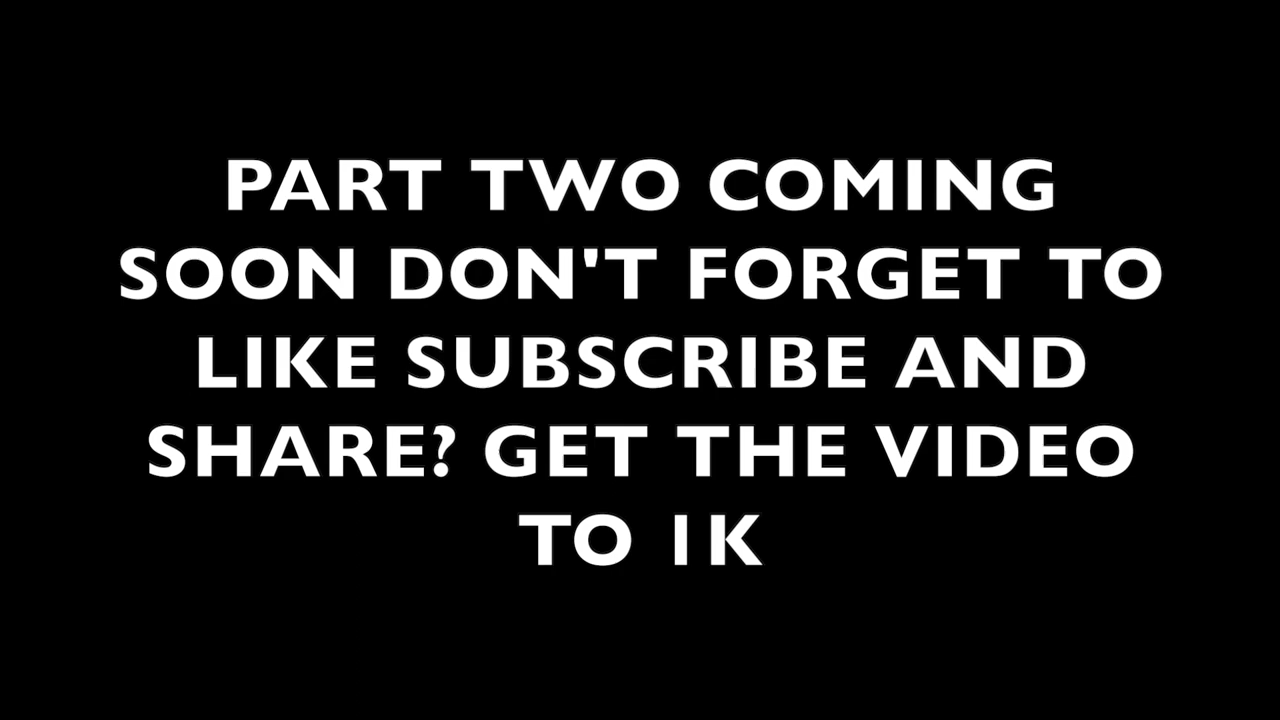 PART TWO COMING
SOON DON'T FORGET TO
LIKE SUBSCRIBE AND
SHARE? GET THE VIDEO
TO 1K